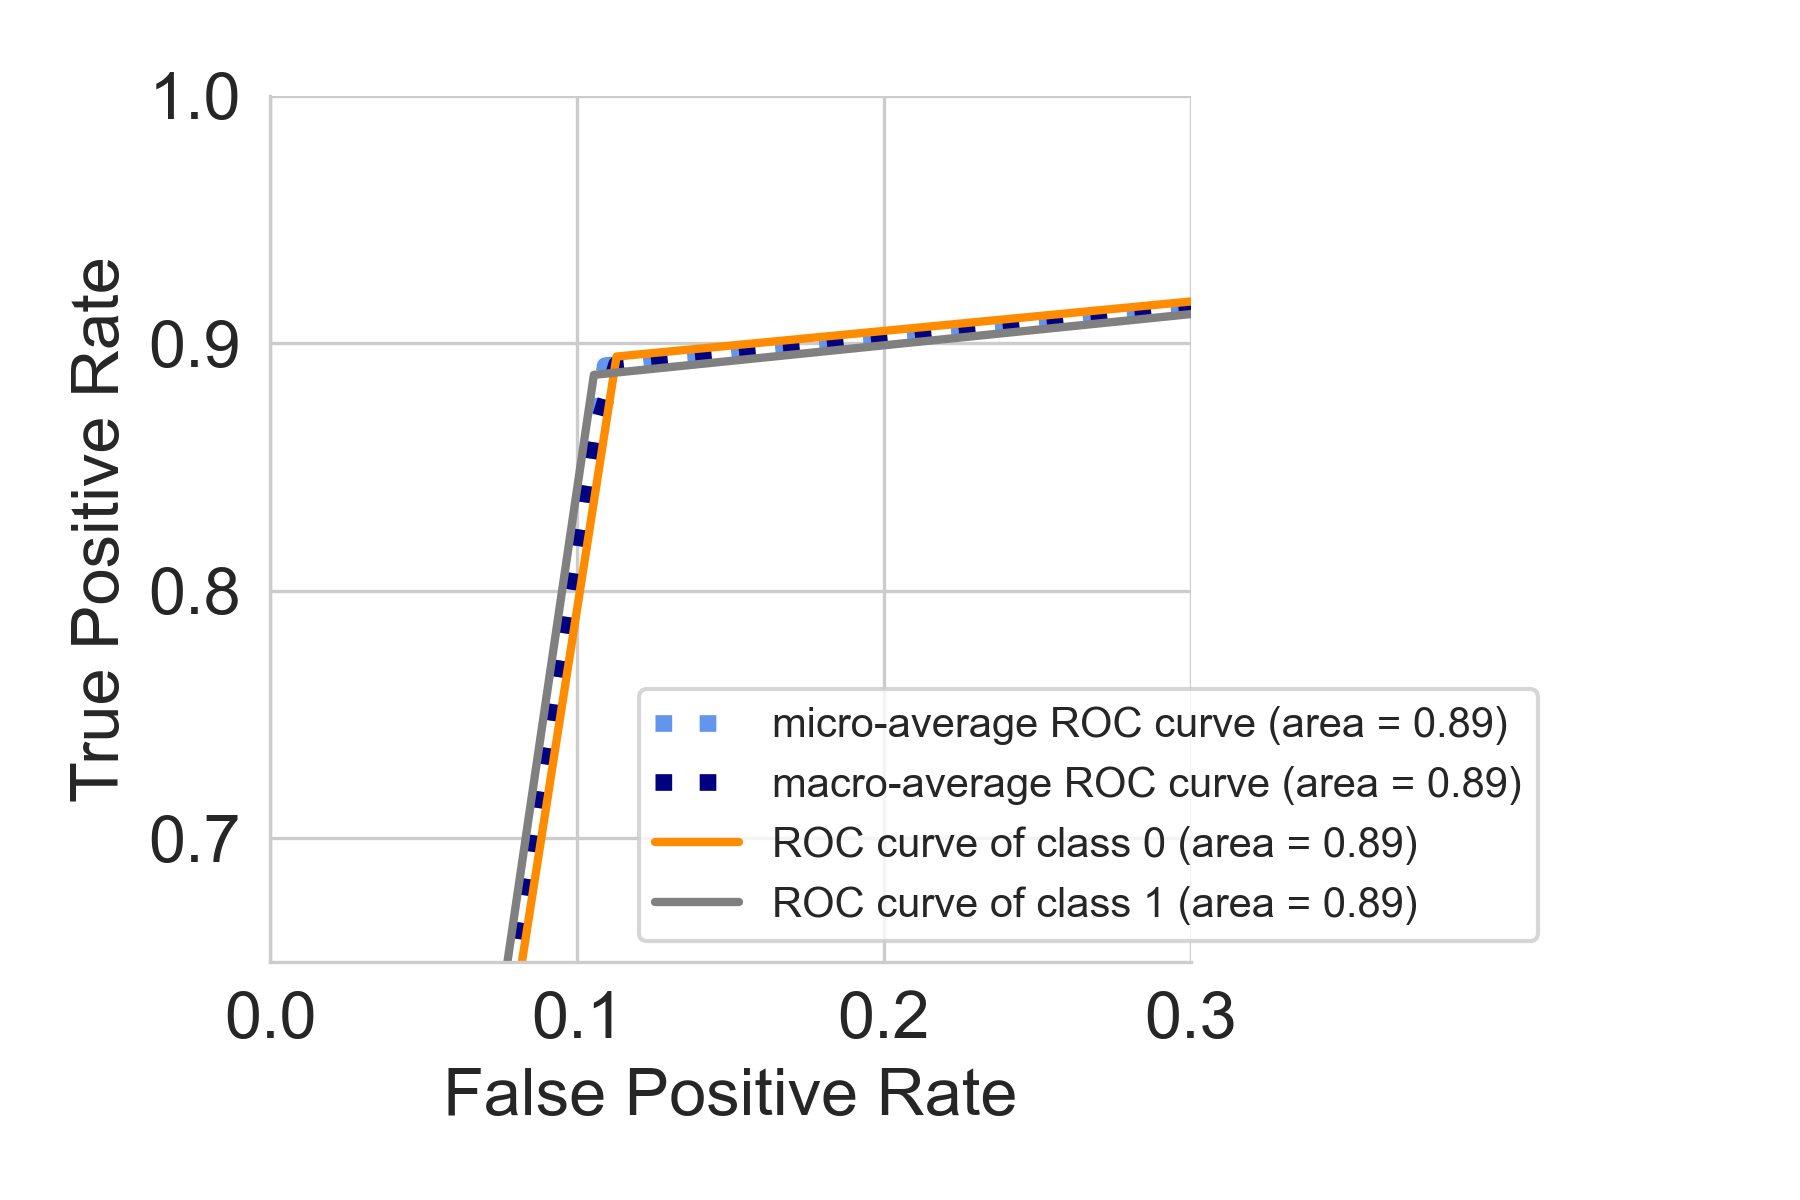 1.0
0.9
0.8
0.7
True Positive Rate
micro-average ROC curve (area = 0.89)
macro-average ROC curve (area = 0.89)
ROC curve of class 0 (area = 0.89)
ROC curve of class 1 (area = 0.89)
0.0 0.1 0.2 0.3
False Positive Rate